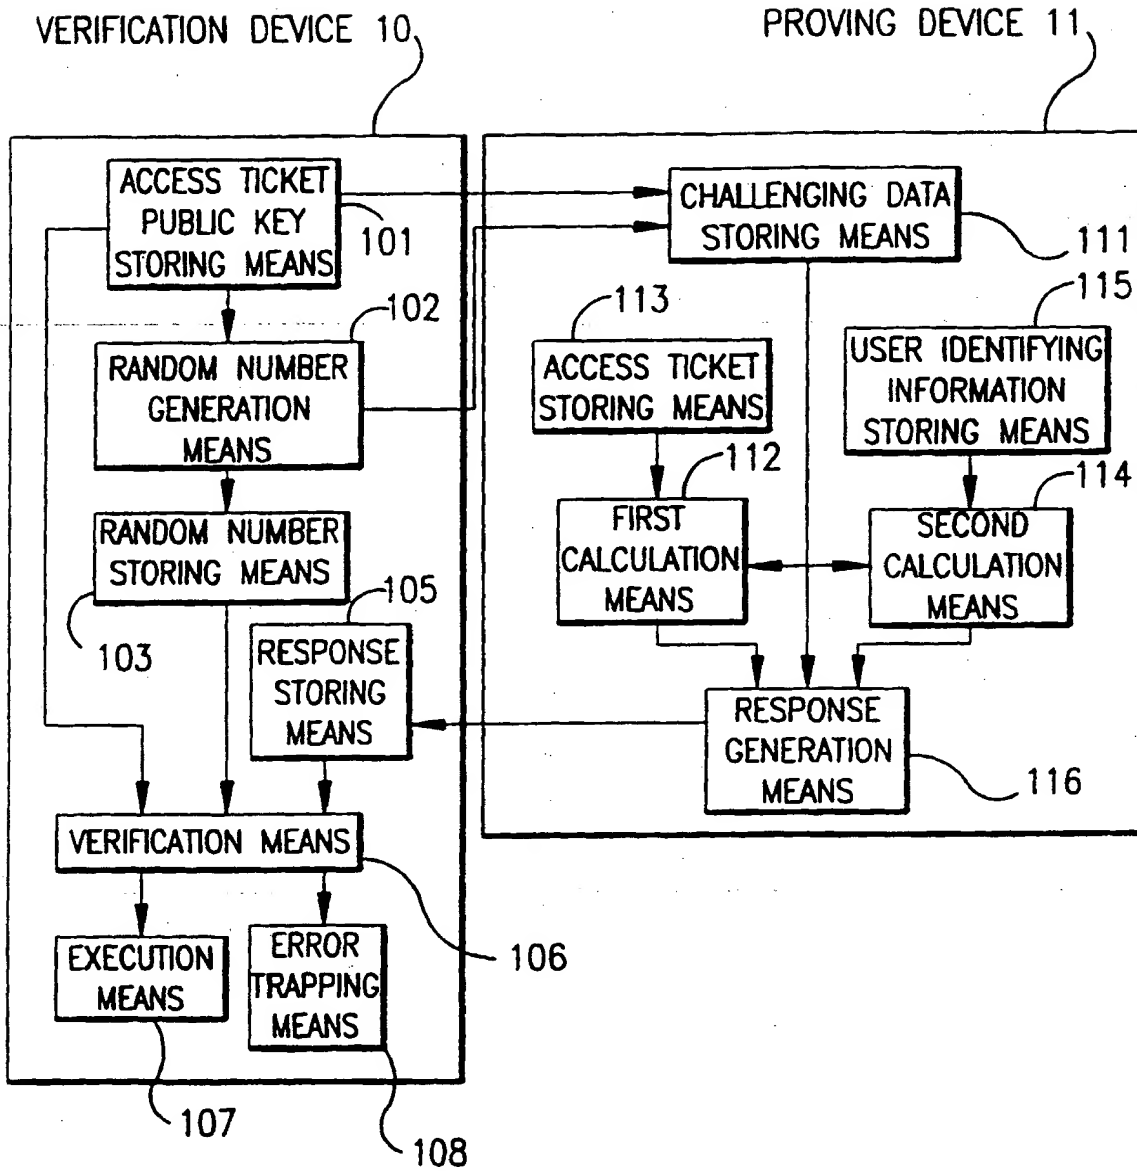 VERIFICATION DEVICE 10
PROVING DEVICE 11
ACCESS TICKET
PUBLIC KEY
STORING MEANS
101
102
RANDOM NUMBER
GENERATION
MEANS
RANDOM NUMBER
STORING MEANS
103
105
RESPONSE
STORING
MEANS
VERIFICATION MEANS
106
EXECUTION
MEANS
107
ERROR
TRAPPING
MEANS
108
CHALLENGING DATA
STORING MEANS
111
113
ACCESS TICKET
STORING MEANS
115
USER IDENTIFYING
INFORMATION
STORING MEANS
112
FIRST
CALCULATION
MEANS
114
SECOND
CALCULATION
MEANS
RESPONSE
GENERATION
MEANS
116